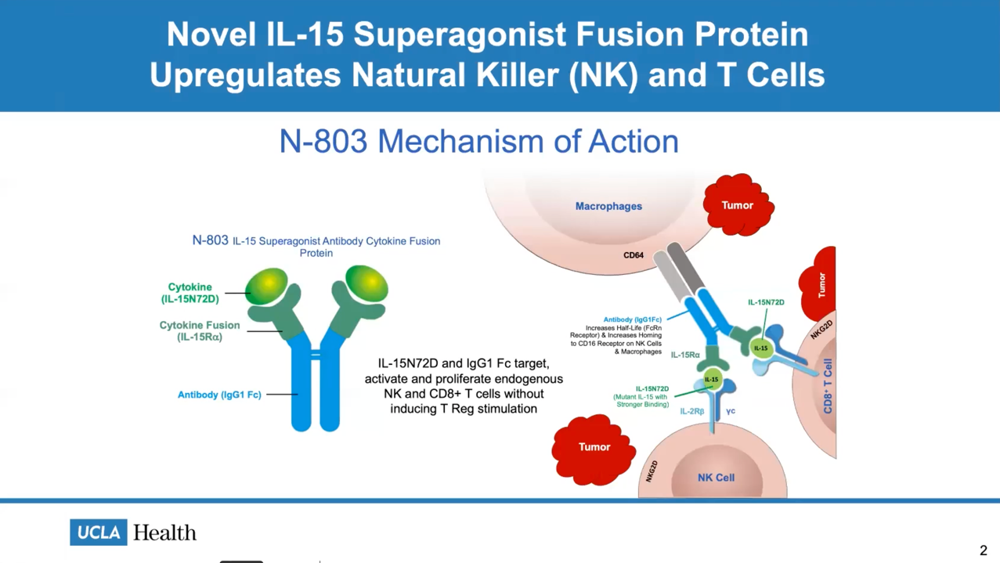 Novel IL-15 Superagonist Fusion Protein
Upregulates Natural Killer (NK) and T Cells
N-803 Mechanism of Action
N-803 IL-15 Superagonist Antibody Cytokine Fusion
Protein
Cytokine
(IL-15N72D)
Cytokine Fusion
(IL-15Rα)
Antibody (IgG1 Fc)
IL-15N72D and IgG1 Fc target,
activate and proliferate endogenous
NK and CD8+ T cells without
inducing T Reg stimulation
Macrophages
Tumor
CD64
Tumor
IL-15N72D
NKG2D
Antibody (IgG1Fc)
Increases Half-Life (FcRn
Receptor) & Increases Homing
to CD16 Receptor on NK Cells
& Macrophages
IL-15
IL-15Rα
CD8⁺ T Cell
IL-15
IL-15N72D
(Mutant IL-15 with
Stronger Binding)
IL-2Rβ
γc
Tumor
NKG2D
NK Cell
UCLA Health
2